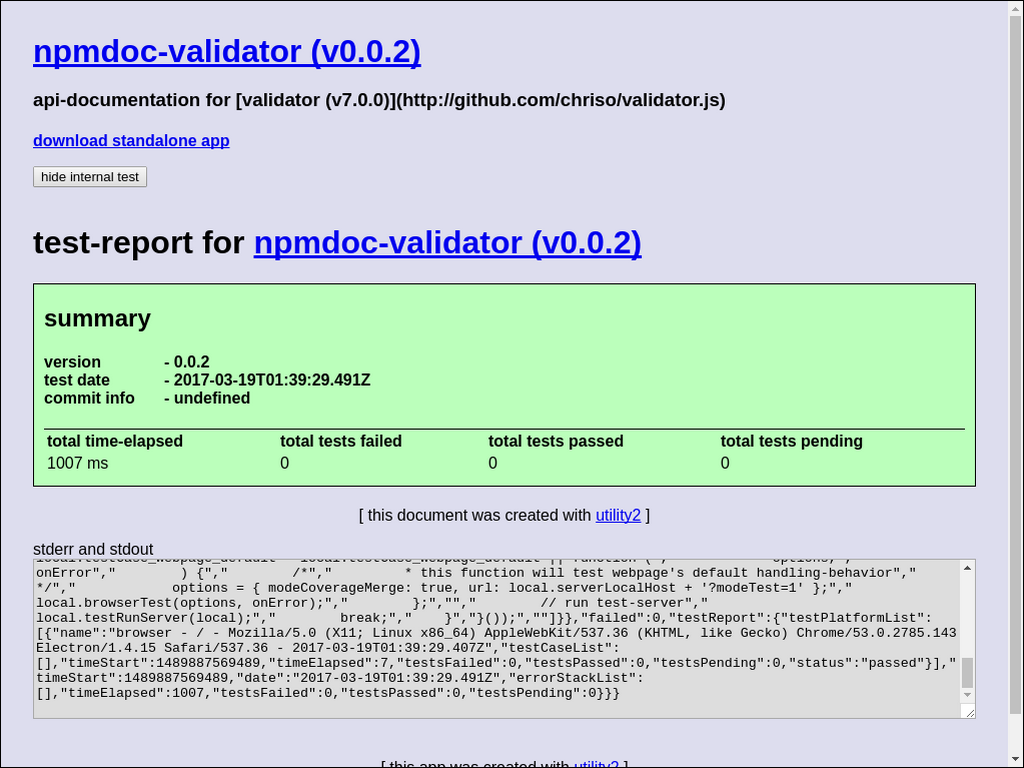 npmdoc-validator (v0.0.2)
api-documentation for [validator (v7.0.0)](http://github.com/chriso/validator.js)
download standalone app
hide internal test
test-report for npmdoc-validator (v0.0.2)
summary
version - 0.0.2
test date - 2017-03-19T01:39:29.491Z
commit info - undefined
total time-elapsed total tests failed total tests passed total tests pending
1007 ms 0 0 0
[ this document was created with utility2 ]
stderr and stdout
local.testCase_webpage_default = local.testCase_webpage_default || function (","             options,","
onError","        ) {","        /*","         * this function will test webpage's default handling-behavior","
*/","            options = { modeCoverageMerge: true, url: local.serverLocalHost + '?modeTest=1' };","
local.browserTest(options, onError);","        };","","        // run test-server","
local.testRunServer(local);","        break;","    }","}());",""]}},"failed":0,"testReport":{"testPlatformList":
[{"name":"browser - / - Mozilla/5.0 (X11; Linux x86_64) AppleWebKit/537.36 (KHTML, like Gecko) Chrome/53.0.2785.143
Electron/1.4.15 Safari/537.36 - 2017-03-19T01:39:29.407Z","testCaseList":
[],"timeStart":1489887569489,"timeElapsed":7,"testsFailed":0,"testsPassed":0,"testsPending":0,"status":"passed"}],"
timeStart":1489887569489,"date":"2017-03-19T01:39:29.491Z","errorStackList":
[],"timeElapsed":1007,"testsFailed":0,"testsPassed":0,"testsPending":0}}}
[ this app was created with utility2 ]